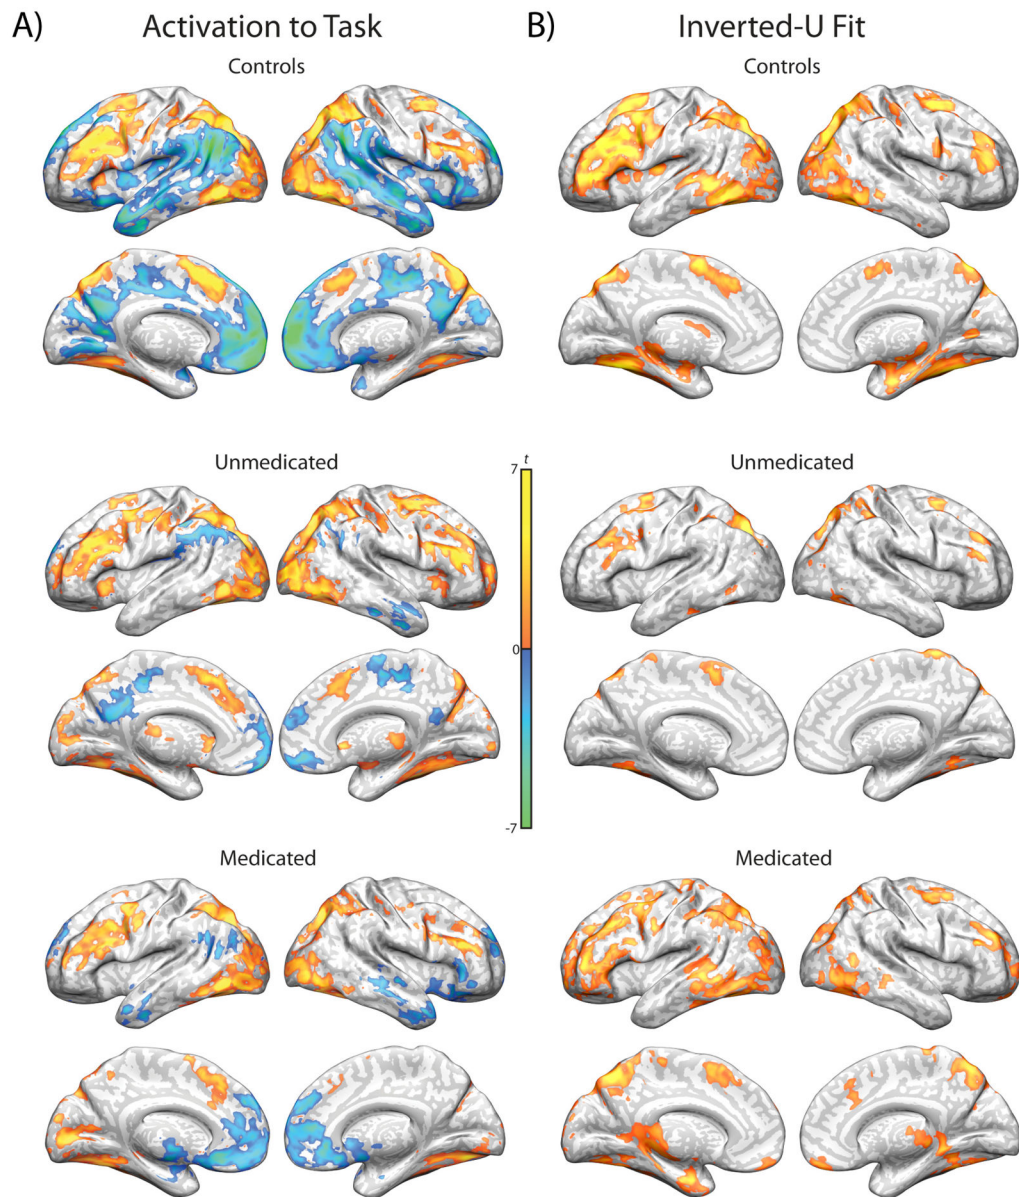 A) Activation to Task
B) Inverted-U Fit
Controls
Controls
Unmedicated
Unmedicated
t
7
0
-7
Medicated
Medicated